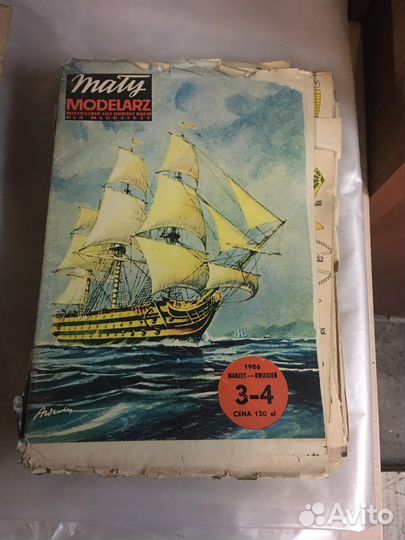 mały
MODELARZ
MIESIĘCZNIK LIGI OBRONY KRAJU
DLA MŁODZIEŻY
1986
MARZEC — KWIECIEŃ
3-4
CENA 120 zł
Avito